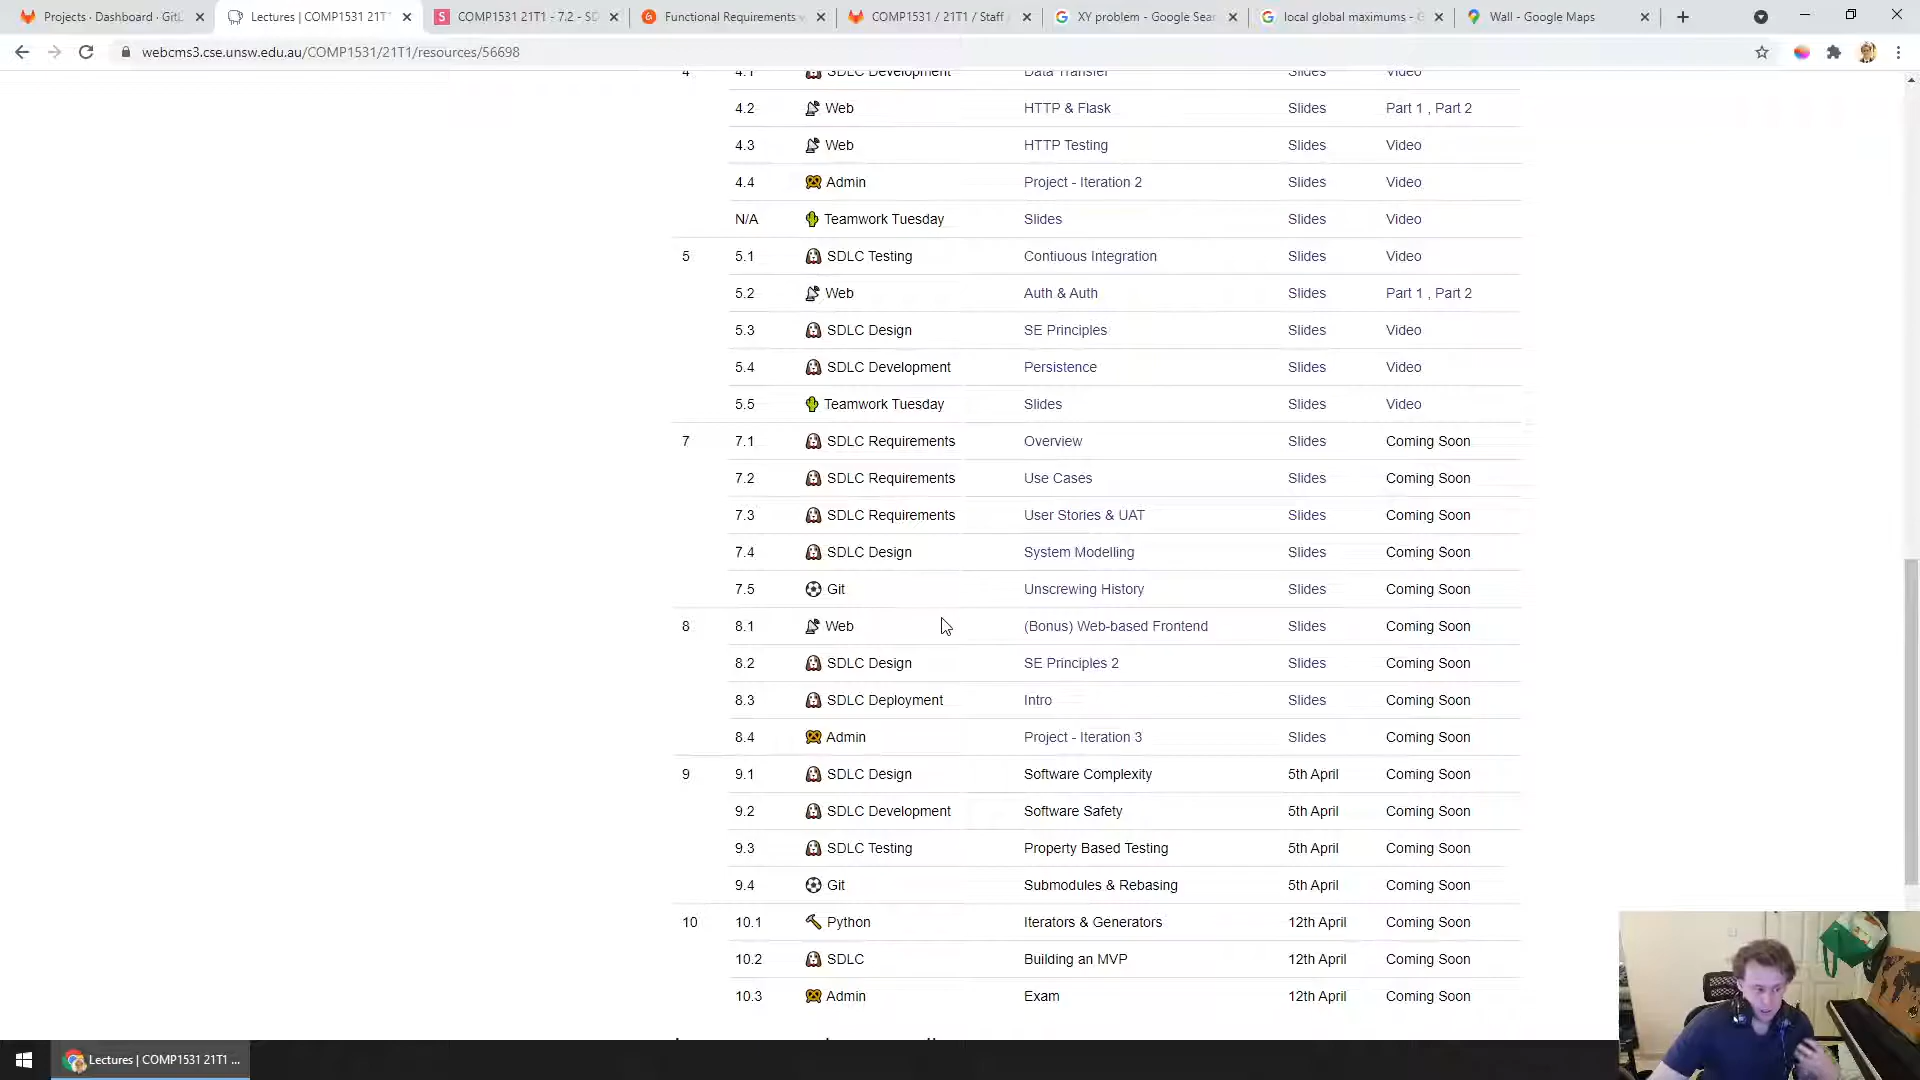 Projects · Dashboard · GitL
Lectures | COMP1531 21T1
COMP1531 21T1 - 7.2 - SD
Functional Requirements v
COMP1531 / 21T1 / Staff
XY problem - Google Sear
local global maximums - G
Wall - Google Maps
webcms3.cse.unsw.edu.au/COMP1531/21T1/resources/56698
4 4.1 SDLC Development Data Transfer Slides Video
4.2 Web HTTP & Flask Slides Part 1 , Part 2
4.3 Web HTTP Testing Slides Video
4.4 Admin Project - Iteration 2 Slides Video
N/A Teamwork Tuesday Slides Slides Video
5 5.1 SDLC Testing Contiuous Integration Slides Video
5.2 Web Auth & Auth Slides Part 1 , Part 2
5.3 SDLC Design SE Principles Slides Video
5.4 SDLC Development Persistence Slides Video
5.5 Teamwork Tuesday Slides Slides Video
7 7.1 SDLC Requirements Overview Slides Coming Soon
7.2 SDLC Requirements Use Cases Slides Coming Soon
7.3 SDLC Requirements User Stories & UAT Slides Coming Soon
7.4 SDLC Design System Modelling Slides Coming Soon
7.5 Git Unscrewing History Slides Coming Soon
8 8.1 Web (Bonus) Web-based Frontend Slides Coming Soon
8.2 SDLC Design SE Principles 2 Slides Coming Soon
8.3 SDLC Deployment Intro Slides Coming Soon
8.4 Admin Project - Iteration 3 Slides Coming Soon
9 9.1 SDLC Design Software Complexity 5th April Coming Soon
9.2 SDLC Development Software Safety 5th April Coming Soon
9.3 SDLC Testing Property Based Testing 5th April Coming Soon
9.4 Git Submodules & Rebasing 5th April Coming Soon
10 10.1 Python Iterators & Generators 12th April Coming Soon
10.2 SDLC Building an MVP 12th April Coming Soon
10.3 Admin Exam 12th April Coming Soon
Lectures | COMP1531 21T1 ...